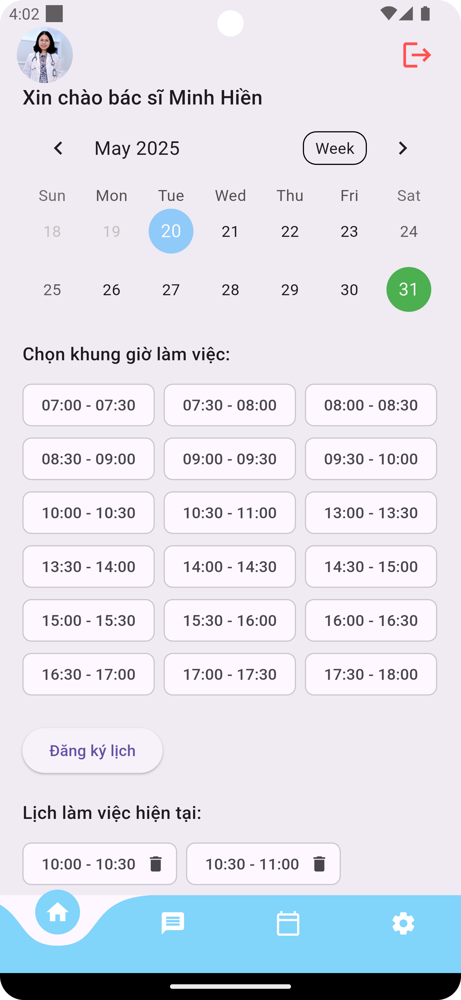 4:02
Xin chào bác sĩ Minh Hiền
May 2025 Week
Sun Mon Tue Wed Thu Fri Sat
18 19 20 21 22 23 24
25 26 27 28 29 30 31
Chọn khung giờ làm việc:
07:00 - 07:30 07:30 - 08:00 08:00 - 08:30
08:30 - 09:00 09:00 - 09:30 09:30 - 10:00
10:00 - 10:30 10:30 - 11:00 13:00 - 13:30
13:30 - 14:00 14:00 - 14:30 14:30 - 15:00
15:00 - 15:30 15:30 - 16:00 16:00 - 16:30
16:30 - 17:00 17:00 - 17:30 17:30 - 18:00
Đăng ký lịch
Lịch làm việc hiện tại:
10:00 - 10:30 10:30 - 11:00